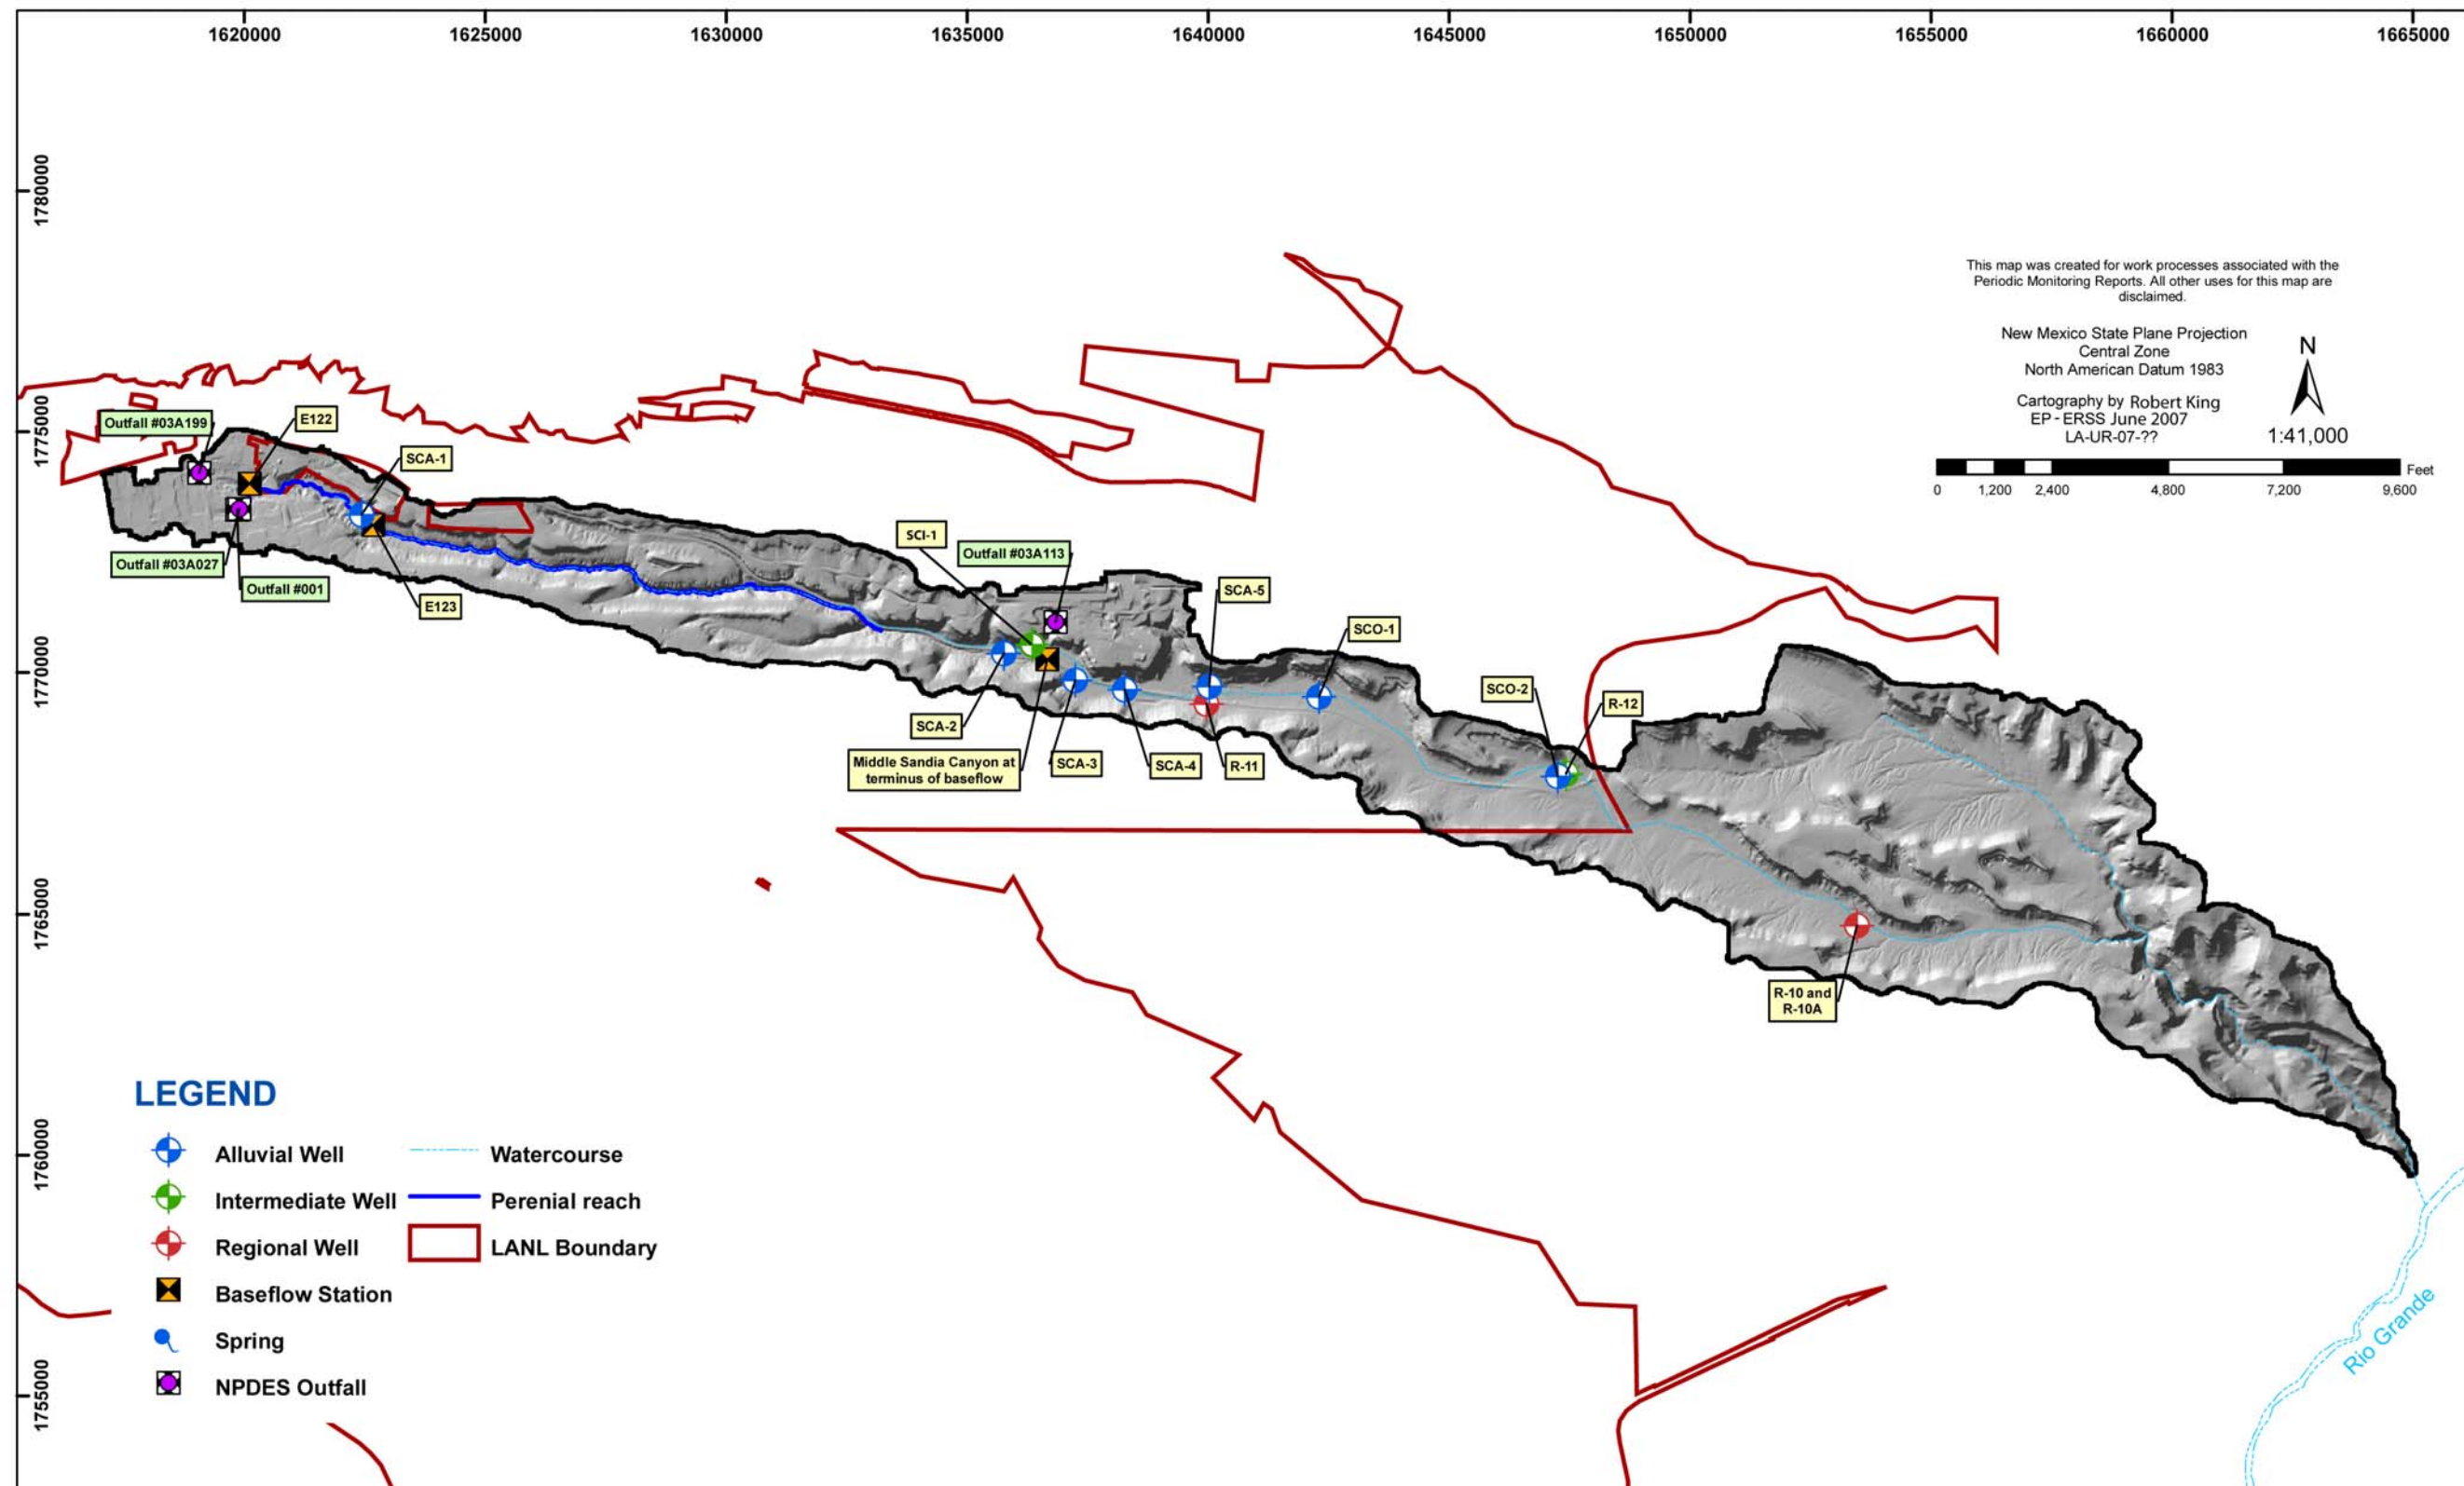 1620000
1625000
1630000
1635000
1640000
1645000
1650000
1655000
1660000
1665000
1780000
1775000
1770000
1765000
1760000
1755000
This map was created for work processes associated with the
Periodic Monitoring Reports. All other uses for this map are
disclaimed.
New Mexico State Plane Projection
Central Zone
North American Datum 1983
Cartography by Robert King
EP - ERSS June 2007
LA-UR-07-??
N
1:41,000
Feet
0 1,200 2,400 4,800 7,200 9,600
Outfall #03A199
E122
SCA-1
Outfall #03A027
Outfall #001
E123
SCI-1
Outfall #03A113
SCA-5
SCO-1
SCO-2
R-12
SCA-2
Middle Sandia Canyon at
terminus of baseflow
SCA-3
SCA-4
R-11
R-10 and
R-10A
Rio Grande
LEGEND
Alluvial Well
Intermediate Well
Regional Well
Baseflow Station
Spring
NPDES Outfall
Watercourse
Perenial reach
LANL Boundary